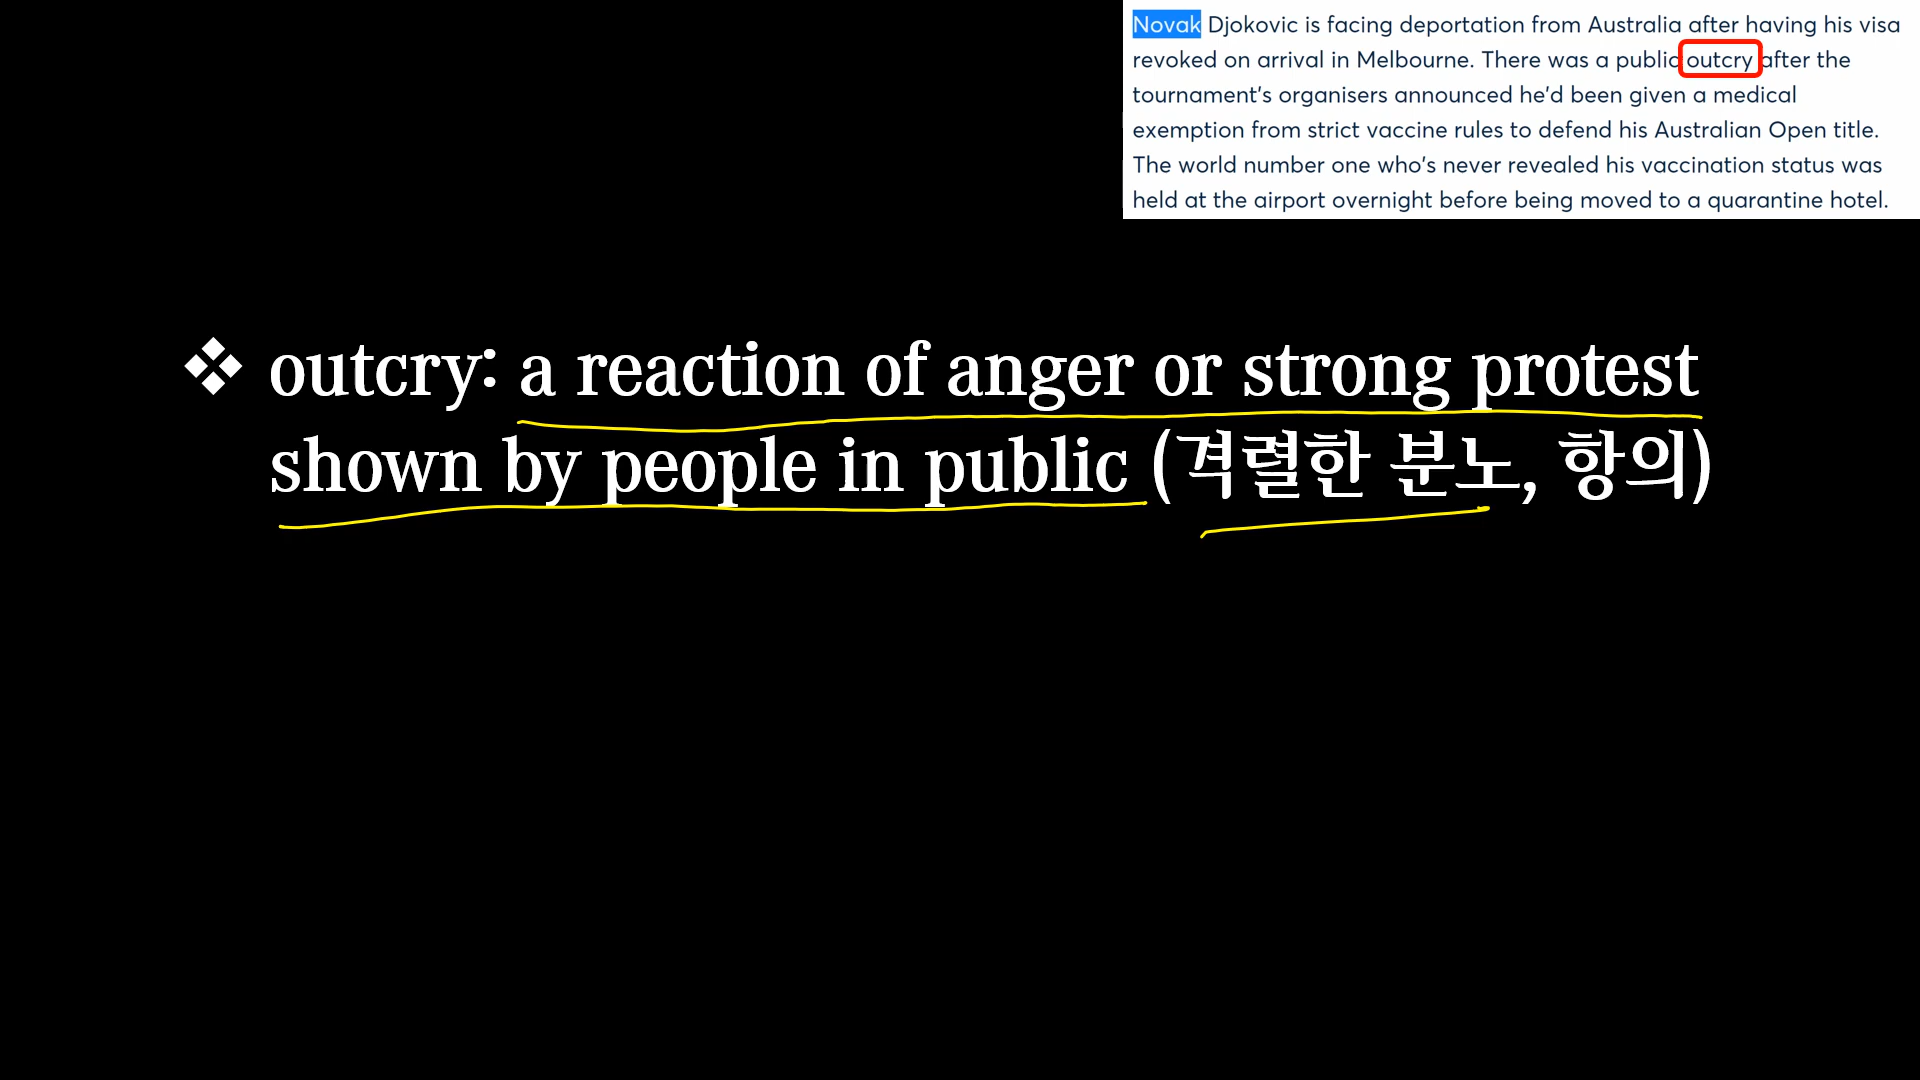 Novak Djokovic is facing deportation from Australia after having his visa
revoked on arrival in Melbourne. There was a public outcry after the
tournament's organisers announced he'd been given a medical
exemption from strict vaccine rules to defend his Australian Open title.
The world number one who's never revealed his vaccination status was
held at the airport overnight before being moved to a quarantine hotel.
❖ outcry: a reaction of anger or strong protest
shown by people in public (격렬한 분노, 항의)